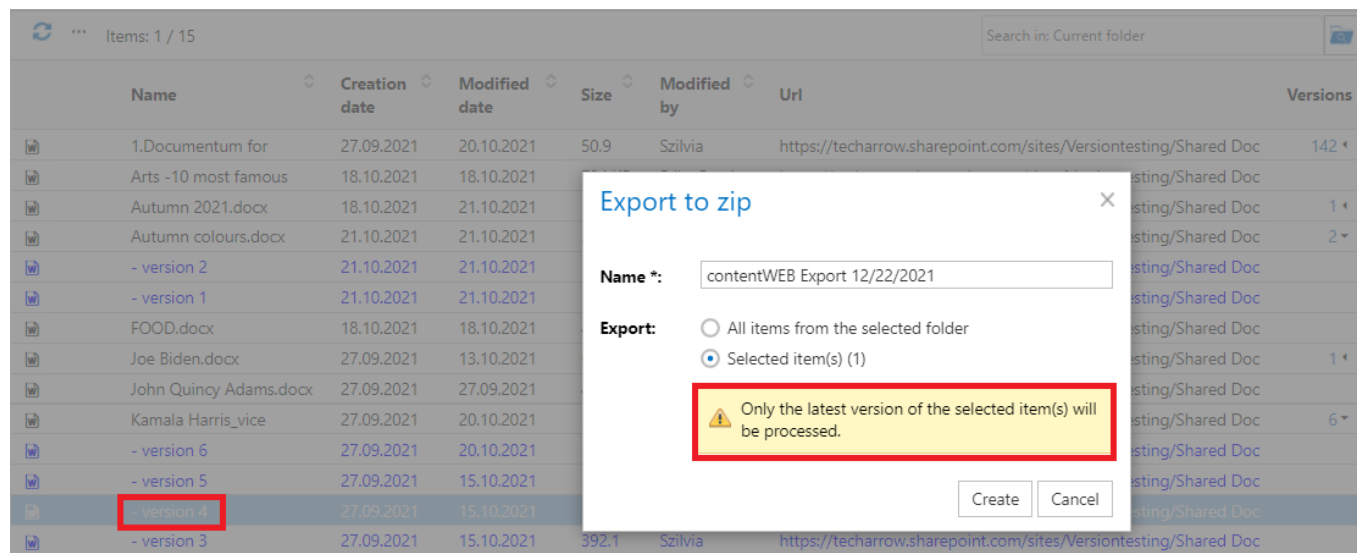 ... Items: 1 / 15 Search in: Current folder
Name Creation date Modified date Size Modified by Url Versions
1.Documentum for 27.09.2021 20.10.2021 50.9 Szilvia https://techarrow.sharepoint.com/sites/Versiontesting/Shared Doc 142
Arts -10 most famous 18.10.2021 18.10.2021 sting/Shared Doc
Autumn 2021.docx 18.10.2021 21.10.2021 sting/Shared Doc 1
Autumn colours.docx 21.10.2021 21.10.2021 sting/Shared Doc 2
- version 2 21.10.2021 21.10.2021 sting/Shared Doc
- version 1 21.10.2021 21.10.2021 sting/Shared Doc
FOOD.docx 18.10.2021 18.10.2021 sting/Shared Doc
Joe Biden.docx 27.09.2021 13.10.2021 sting/Shared Doc 1
John Quincy Adams.docx 27.09.2021 27.09.2021 sting/Shared Doc
Kamala Harris_vice 27.09.2021 20.10.2021 sting/Shared Doc 6
- version 6 27.09.2021 20.10.2021 sting/Shared Doc
- version 5 27.09.2021 15.10.2021 sting/Shared Doc
- version 4 27.09.2021 15.10.2021 sting/Shared Doc
- version 3 27.09.2021 15.10.2021 392.1 Szilvia https://techarrow.sharepoint.com/sites/Versiontesting/Shared Doc
Export to zip
Name *: contentWEB Export 12/22/2021
Export: All items from the selected folder
Selected item(s) (1)
Only the latest version of the selected item(s) will
be processed.
Create Cancel